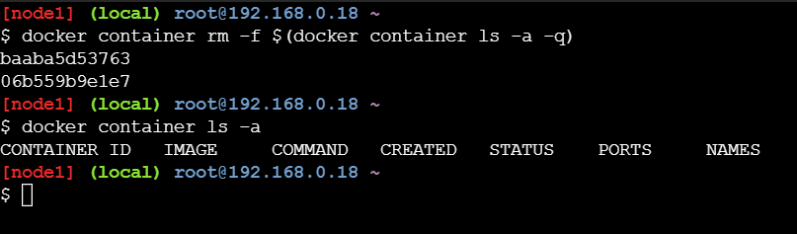 [node1] (local) root@192.168.0.18 ~
$ docker container rm -f $(docker container ls -a -q)
baaba5d53763
06b559b9e1e7
[node1] (local) root@192.168.0.18 ~
$ docker container ls -a
CONTAINER ID   IMAGE     COMMAND   CREATED   STATUS    PORTS     NAMES
[node1] (local) root@192.168.0.18 ~
$